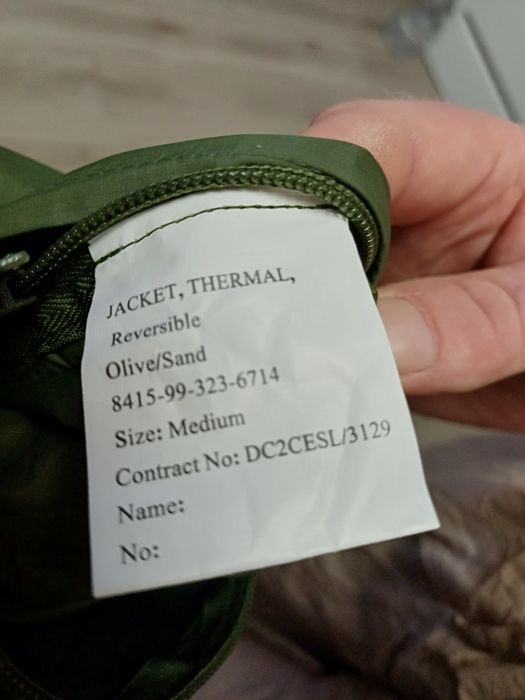 JACKET, THERMAL,
Reversible
Olive/Sand
8415-99-323-6714
Size: Medium
Contract No: DC2CESL/3129
Name:
No: